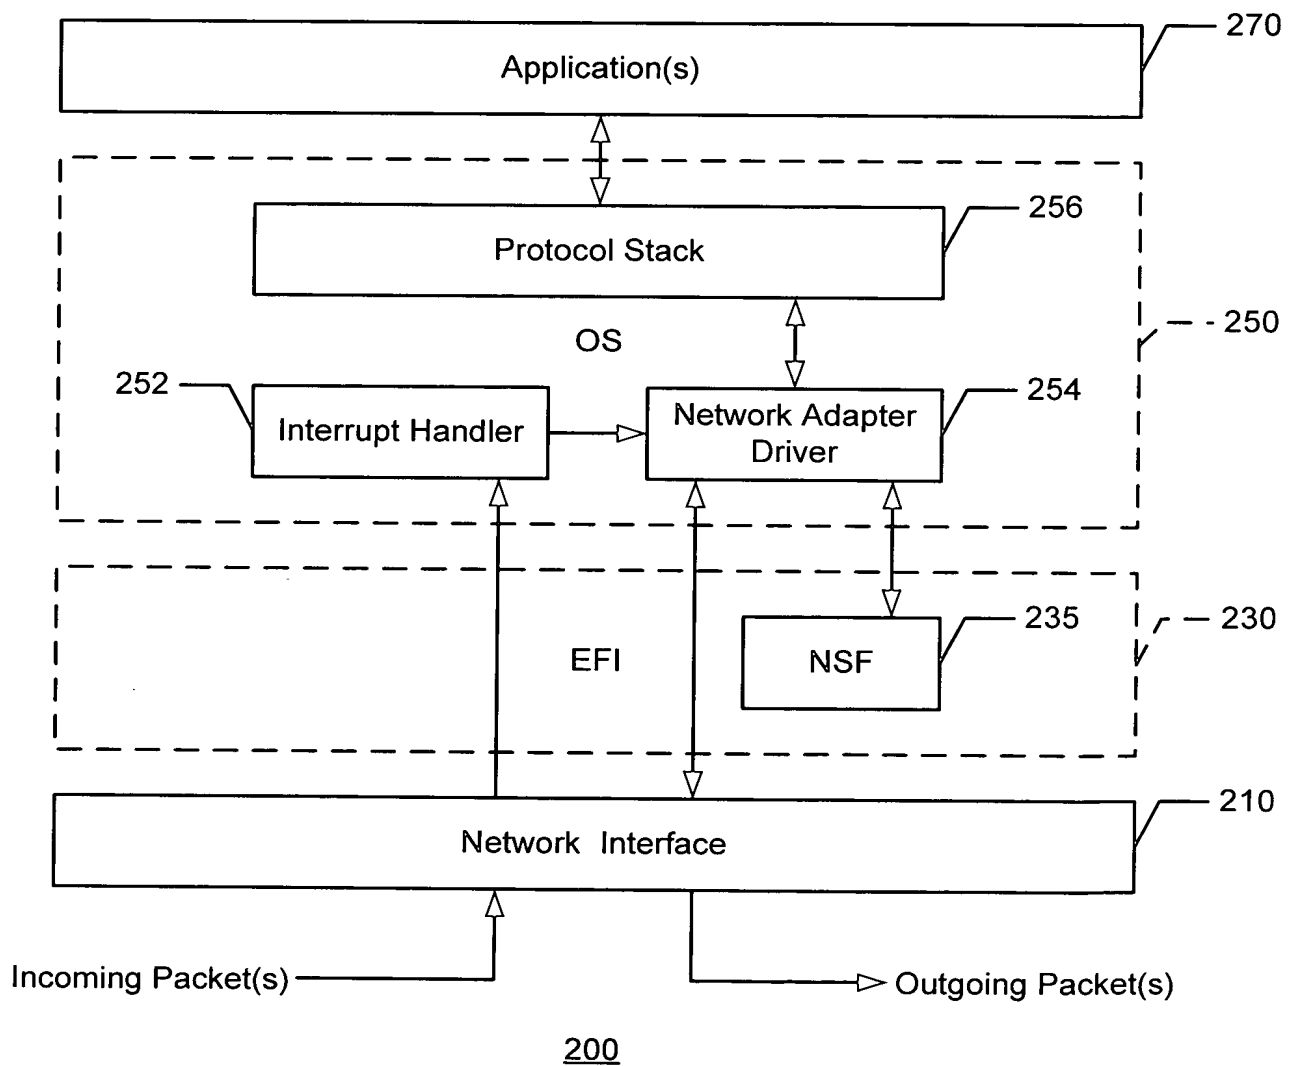 270
Application(s)
256
Protocol Stack
250
OS
252
254
Interrupt Handler
Network Adapter
Driver
235
230
EFI
NSF
210
Network Interface
Incoming Packet(s)
Outgoing Packet(s)
200